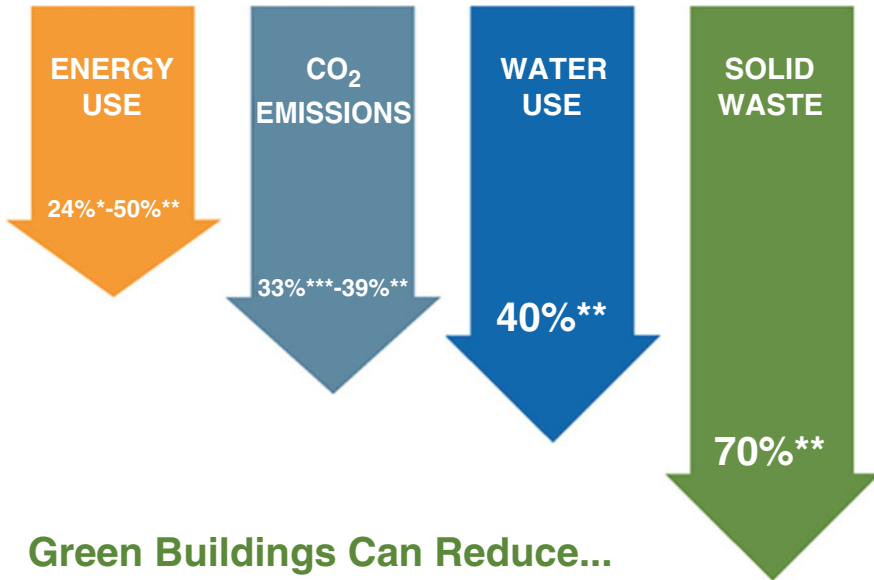 ENERGY
USE
24%*-50%**
CO₂
EMISSIONS
33%***-39%**
WATER
USE
40%**
SOLID
WASTE
70%**
Green Buildings Can Reduce...